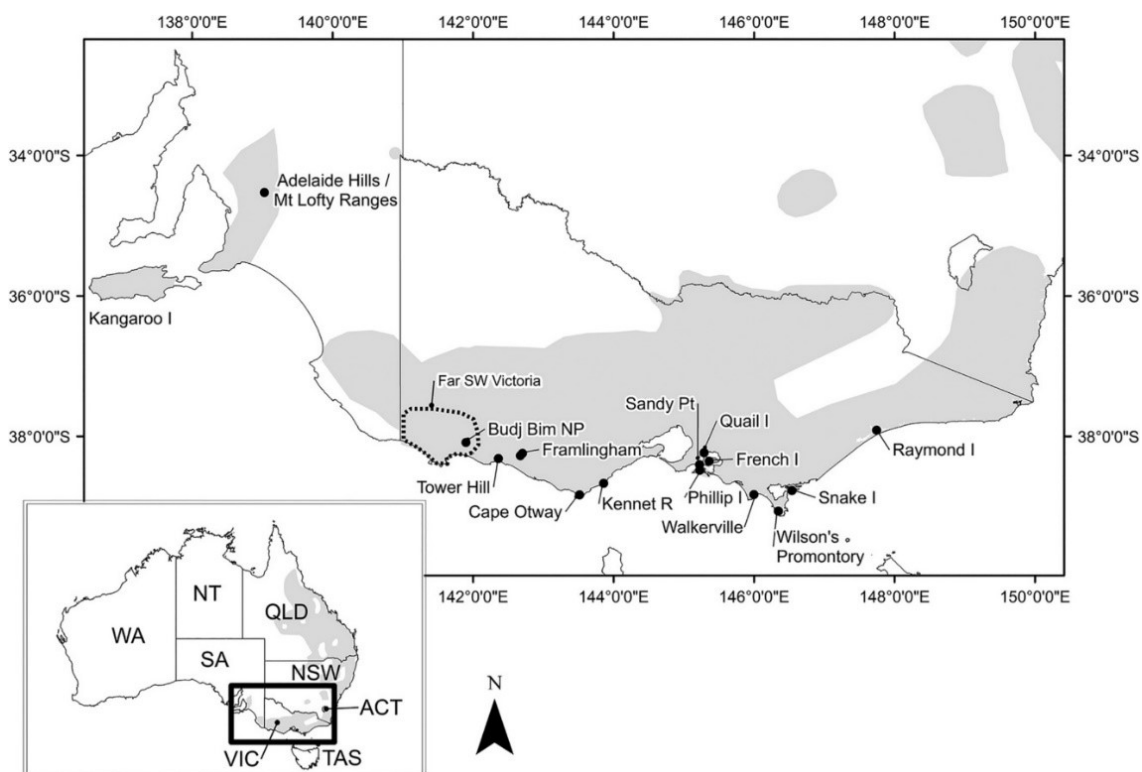 138°0'0"E
140°0'0"E
142°0'0"E
144°0'0"E
146°0'0"E
148°0'0"E
150°0'0"E
34°0'0"S
34°0'0"S
Adelaide Hills /
Mt Lofty Ranges
36°0'0"S
36°0'0"S
Kangaroo I
Far SW Victoria
Sandy Pt
Quail I
Budj Bim NP
38°0'0"S
38°0'0"S
Framlingham
French I
Raymond I
Tower Hill
Phillip I
Snake I
Cape Otway
Kennet R
Walkerville
Wilson's
Promontory
142°0'0"E
144°0'0"E
146°0'0"E
148°0'0"E
150°0'0"E
NT
QLD
WA
SA
NSW
ACT
VIC
TAS
N